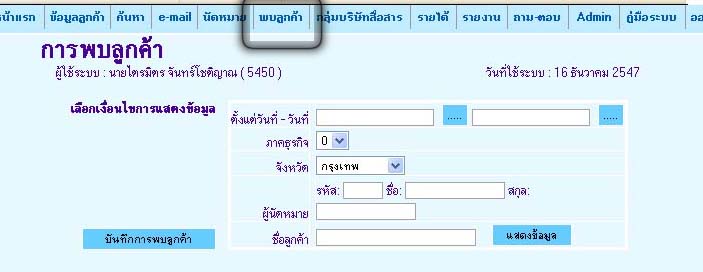 ข้อมูลลูกค้า ค้นหา e-mail นัดหมาย พบลูกค้า กลุ่มบริษัทสื่อสาร รายได้ รายงาน ถาม-ตอบ Admin คู่มือระบบ
การพบลูกค้า
ผู้ใช้ระบบ : นายไตรมิตร จันทร์โชติญาณ ( 5450 ) วันที่ใช้ระบบ : 16 ธันวาคม 2547
เลือกเงื่อนไขการแสดงข้อมูล
ตั้งแต่วันที่ - วันที่ ..... .....
ภาคธุรกิจ 0
จังหวัด กรุงเทพ
รหัส: ชื่อ: สกุล:
ผู้นัดหมาย
บันทึกการพบลูกค้า ชื่อลูกค้า แสดงข้อมูล